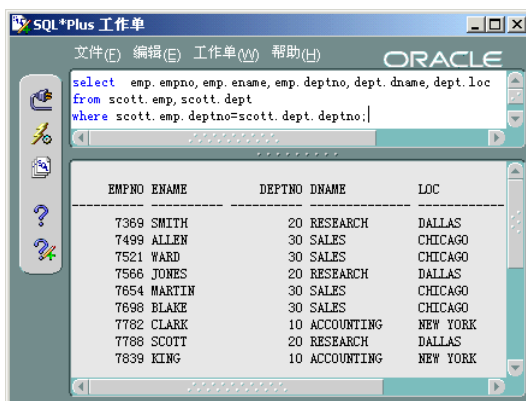 SQL*Plus 工作单
文件(F) 编辑(E) 工作单(W) 帮助(H)
ORACLE
select emp.empno,emp.ename,emp.deptno,dept.dname,dept.loc
from scott.emp,scott.dept
where scott.emp.deptno=scott.dept.deptno;
EMPNO ENAME DEPTNO DNAME LOC
---------- ---------- ---------- -------------- -------------
7369 SMITH 20 RESEARCH DALLAS
7499 ALLEN 30 SALES CHICAGO
7521 WARD 30 SALES CHICAGO
7566 JONES 20 RESEARCH DALLAS
7654 MARTIN 30 SALES CHICAGO
7698 BLAKE 30 SALES CHICAGO
7782 CLARK 10 ACCOUNTING NEW YORK
7788 SCOTT 20 RESEARCH DALLAS
7839 KING 10 ACCOUNTING NEW YORK